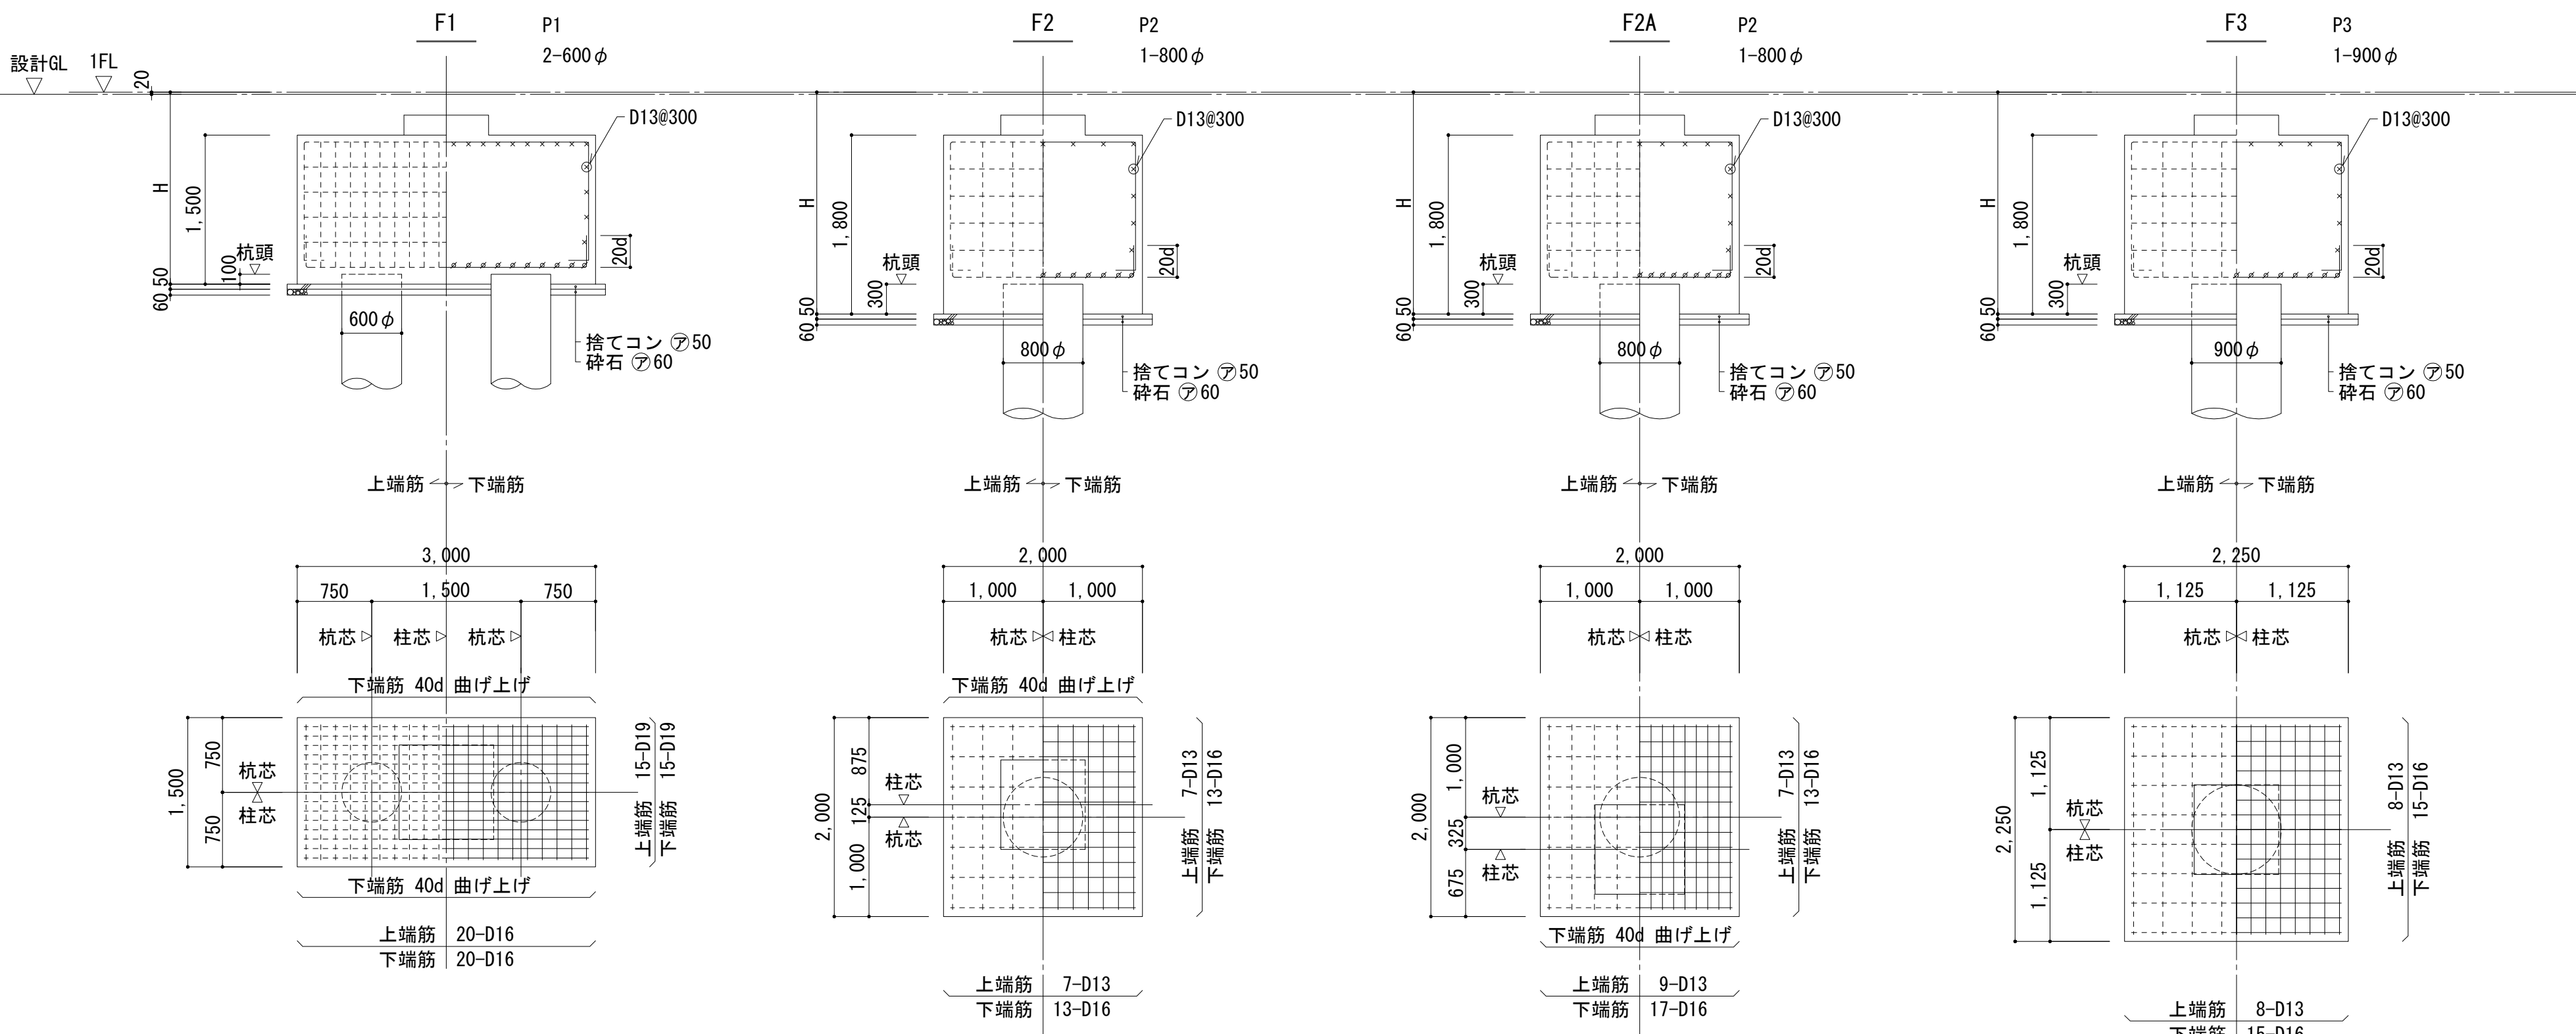 設計GL
1FL
20
F1
P1
2-600φ
D13@300
H
1,500
杭頭
100
50
60
20d
600φ
捨てコン ㋐50
砕石 ㋐60
上端筋
下端筋
3,000
750
1,500
750
杭芯
柱芯
杭芯
下端筋 40d 曲げ上げ
1,500
750
750
杭芯
柱芯
上端筋 15-D19
下端筋 15-D19
下端筋 40d 曲げ上げ
上端筋 20-D16
下端筋 20-D16
F2
P2
1-800φ
D13@300
H
1,800
杭頭
300
50
60
20d
800φ
捨てコン ㋐50
砕石 ㋐60
上端筋
下端筋
2,000
1,000
1,000
杭芯
柱芯
下端筋 40d 曲げ上げ
2,000
875
125
1,000
柱芯
杭芯
上端筋 7-D13
下端筋 13-D16
上端筋 7-D13
下端筋 13-D16
F2A
P2
1-800φ
D13@300
H
1,800
杭頭
300
50
60
20d
800φ
捨てコン ㋐50
砕石 ㋐60
上端筋
下端筋
2,000
1,000
1,000
杭芯
柱芯
2,000
1,000
325
675
杭芯
柱芯
上端筋 7-D13
下端筋 13-D16
下端筋 40d 曲げ上げ
上端筋 9-D13
下端筋 17-D16
F3
P3
1-900φ
D13@300
H
1,800
杭頭
300
50
60
20d
900φ
捨てコン ㋐50
砕石 ㋐60
上端筋
下端筋
2,250
1,125
1,125
杭芯
柱芯
2,250
1,125
1,125
杭芯
柱芯
上端筋 8-D13
下端筋 15-D16
上端筋 8-D13
下端筋 15-D16